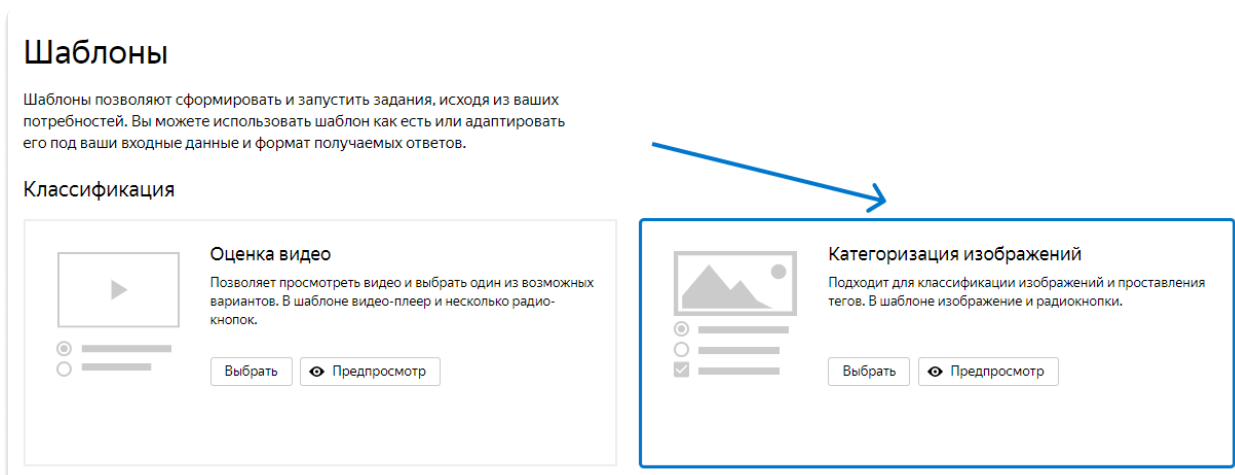 Шаблоны
Шаблоны позволяют сформировать и запустить задания, исходя из ваших
потребностей. Вы можете использовать шаблон как есть или адаптировать
его под ваши входные данные и формат получаемых ответов.
Классификация
Оценка видео
Позволяет просмотреть видео и выбрать один из возможных
вариантов. В шаблоне видео-плеер и несколько радио-
кнопок.
Выбрать
Предпросмотр
Категоризация изображений
Подходит для классификации изображений и проставления
тегов. В шаблоне изображение и радиокнопки.
Выбрать
Предпросмотр